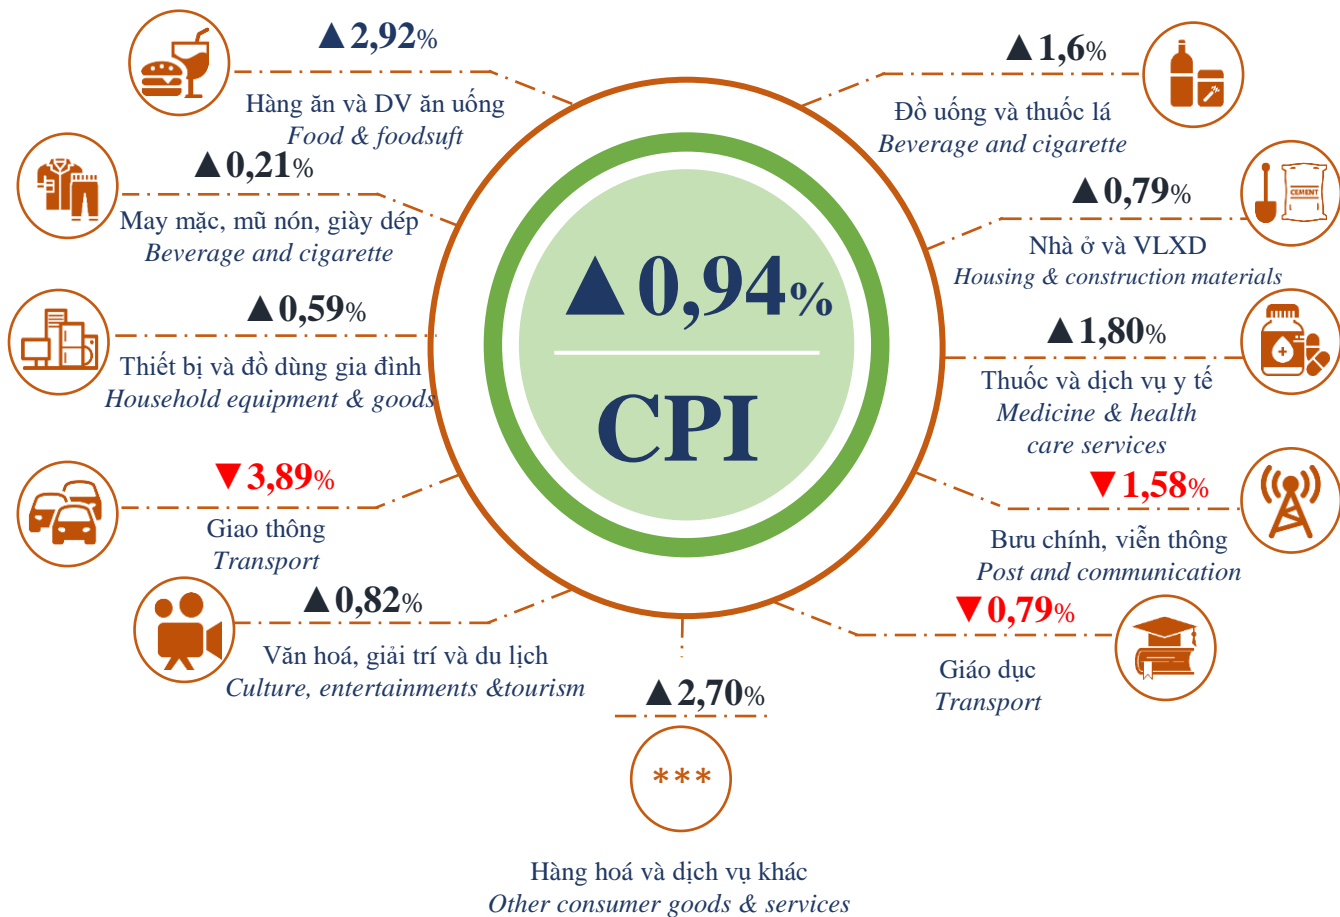 ▲2,92%
Hàng ăn và DV ăn uống
Food & foodsuft
▲1,6%
Đồ uống và thuốc lá
Beverage and cigarette
▲0,21%
May mặc, mũ nón, giày dép
Beverage and cigarette
▲0,79%
CEMENT
Nhà ở và VLXD
Housing & construction materials
▲0,94%
CPI
▲0,59%
Thiết bị và đồ dùng gia đình
Household equipment & goods
▲1,80%
Thuốc và dịch vụ y tế
Medicine & health
care services
▼3,89%
Giao thông
Transport
▼1,58%
Bưu chính, viễn thông
Post and communication
▲0,82%
Văn hoá, giải trí và du lịch
Culture, entertainments &tourism
▼0,79%
Giáo dục
Transport
▲2,70%
***
Hàng hoá và dịch vụ khác
Other consumer goods & services